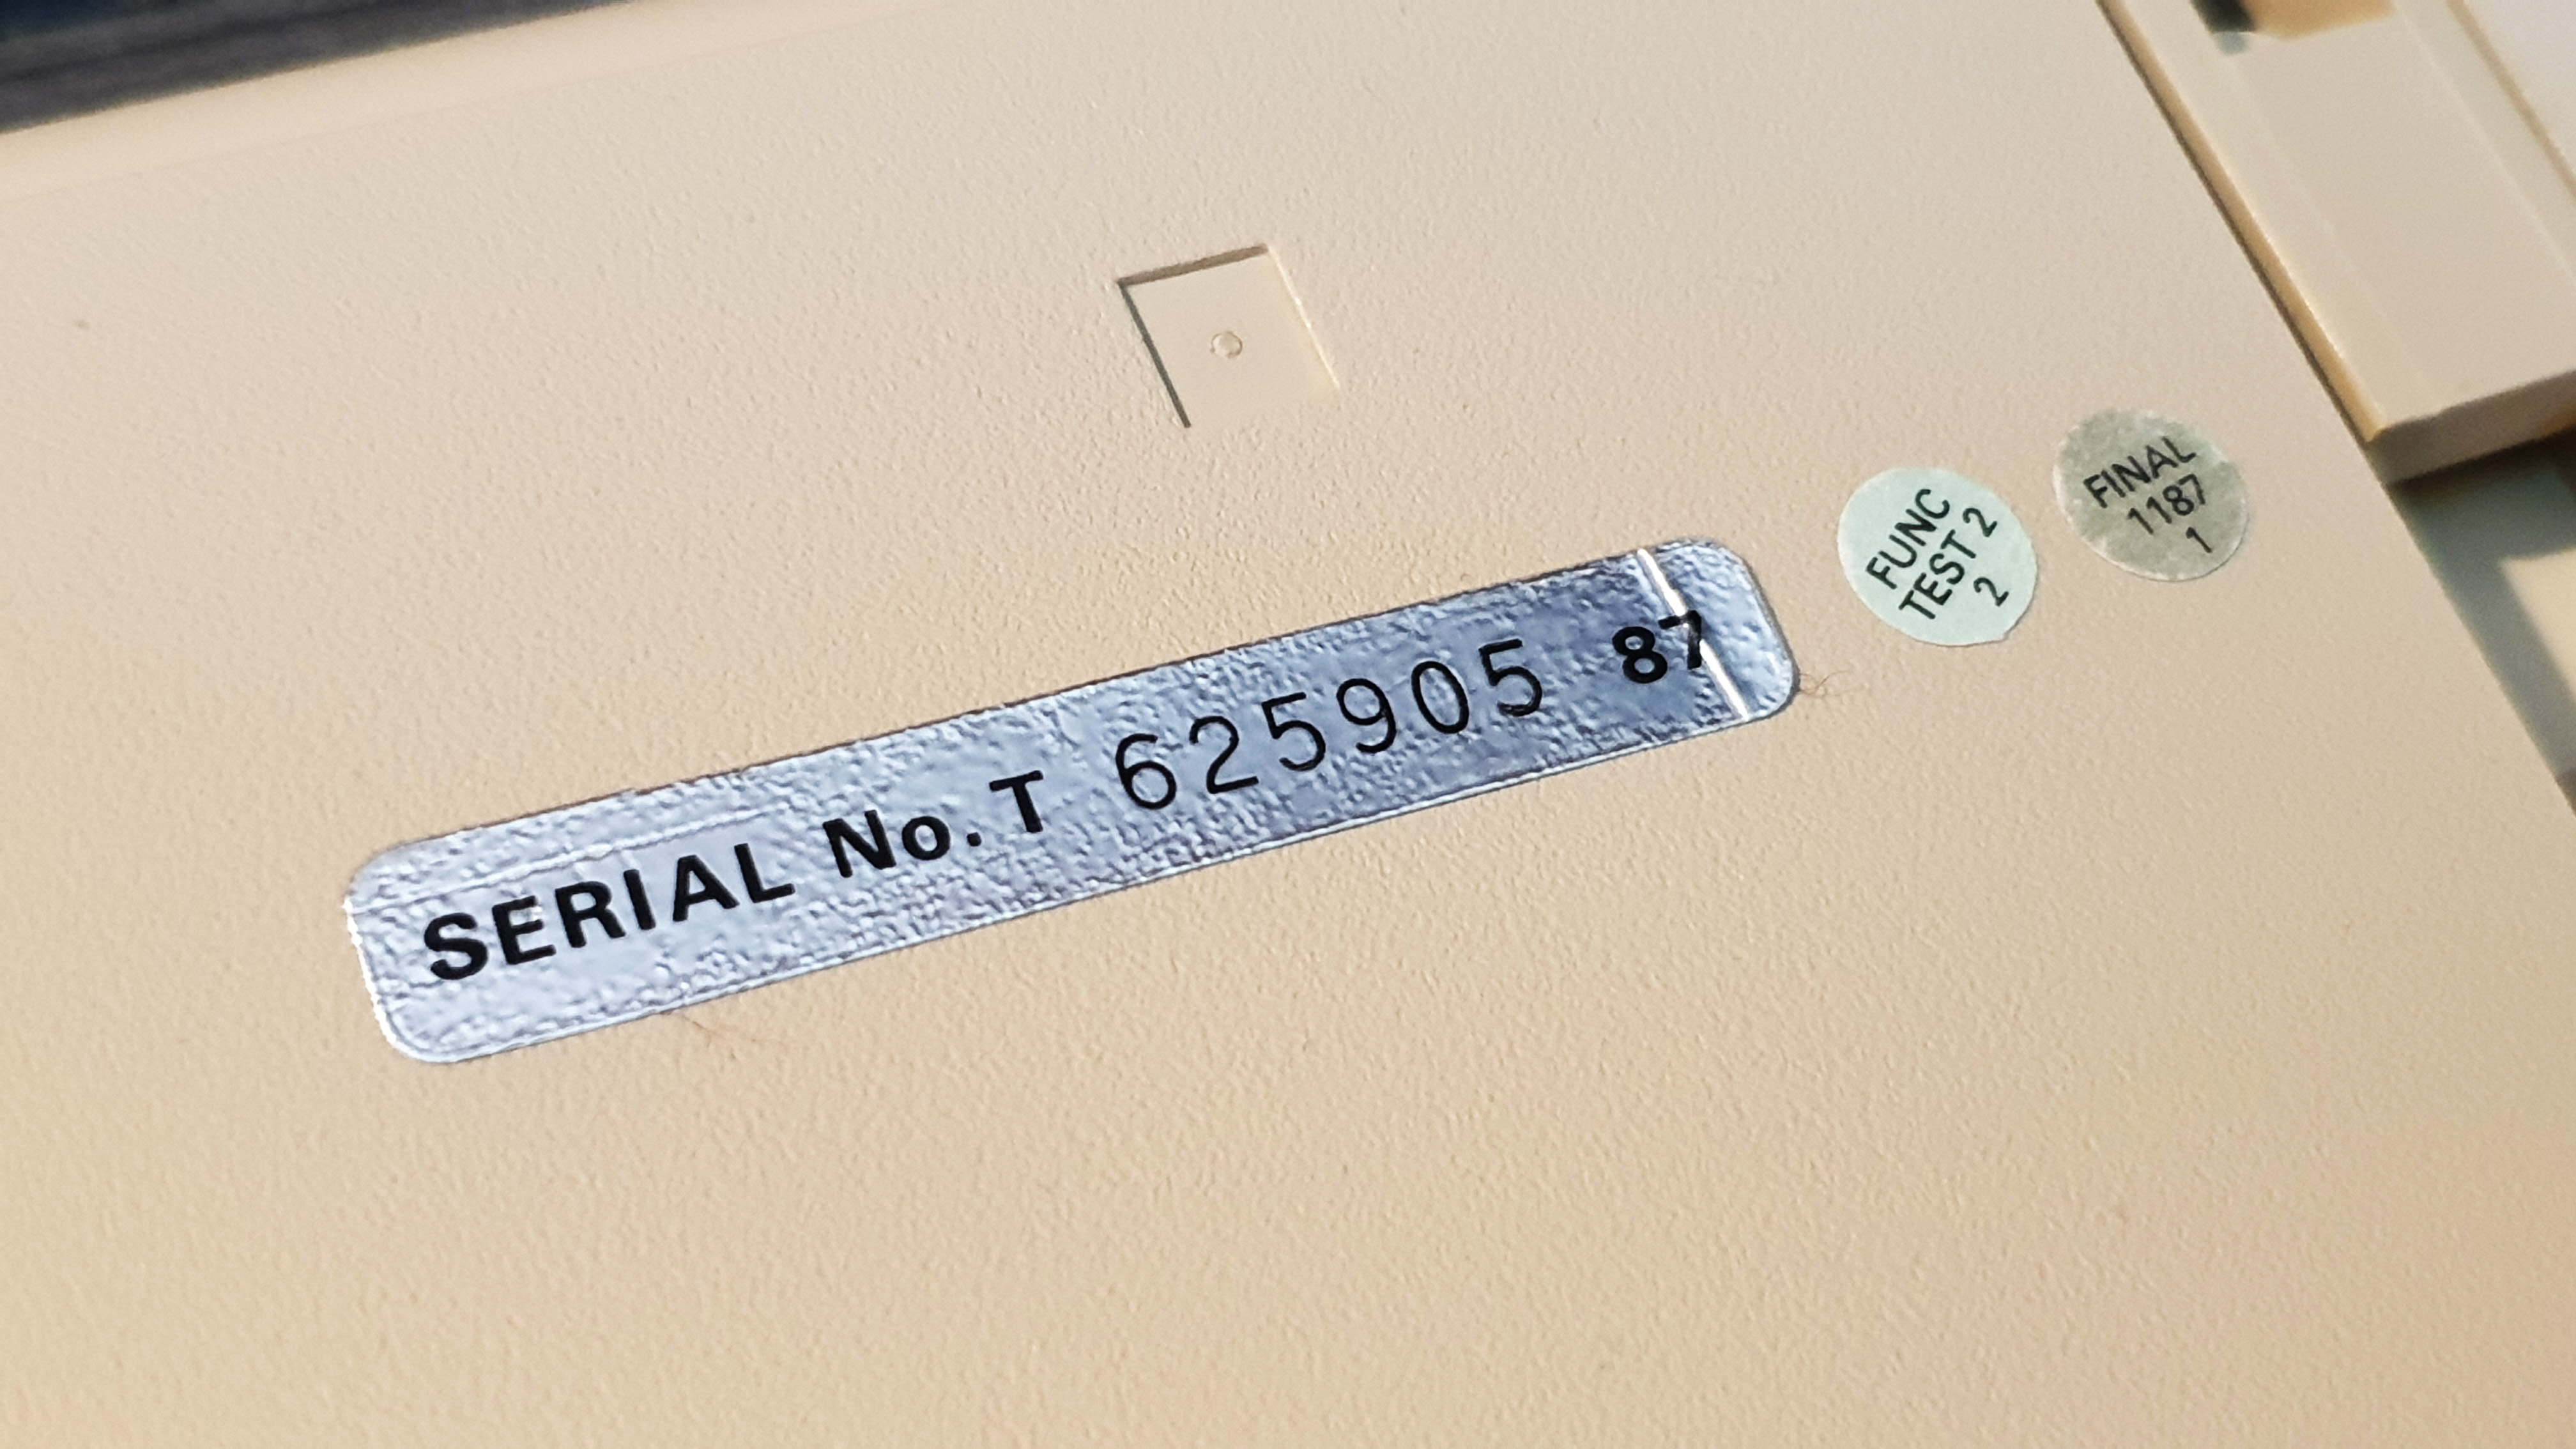 SERIAL No. T 625905 87
FUNC
TEST 2
2
FINAL
1187
1